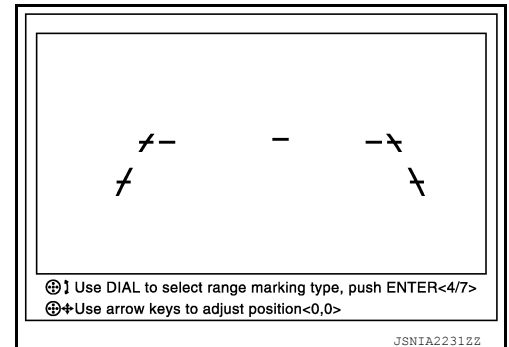 Use DIAL to select range marking type, push ENTER<4/7>
Use arrow keys to adjust position<0,0>
JSNIA2231ZZ